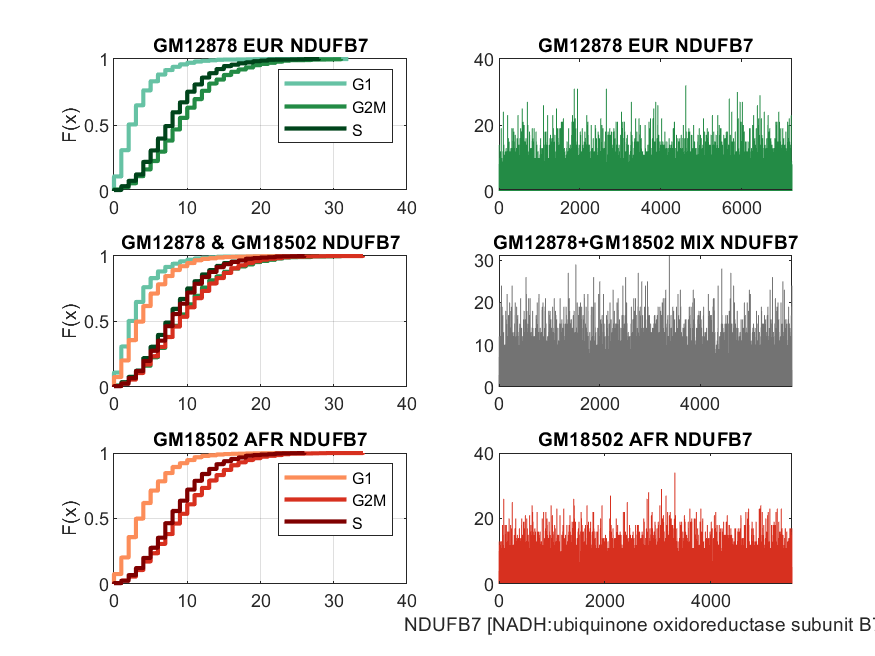 GM12878 EUR NDUFB7
1
0.5
0
F(x)
G1
G2M
S
0 10 20 30 40
GM12878 EUR NDUFB7
40
20
0
0 2000 4000 6000
GM12878 & GM18502 NDUFB7
1
0.5
0
F(x)
0 10 20 30 40
GM12878+GM18502 MIX NDUFB7
30
20
10
0
0 2000 4000
GM18502 AFR NDUFB7
1
0.5
0
F(x)
G1
G2M
S
0 10 20 30 40
GM18502 AFR NDUFB7
40
20
0
0 2000 4000
NDUFB7 [NADH:ubiquinone oxidoreductase subunit B7